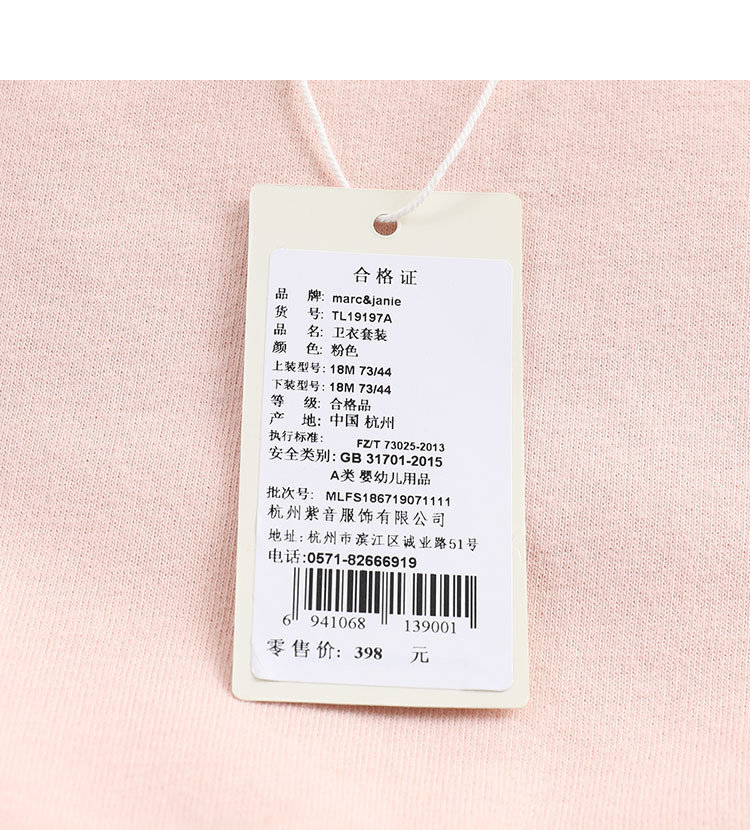 合格证
品 牌: marc&janie
货 号: TL19197A
品 名: 卫衣套装
颜 色: 粉色
上装型号: 18M 73/44
下装型号: 18M 73/44
等 级: 合格品
产 地: 中国 杭州
执行标准: FZ/T 73025-2013
安全类别: GB 31701-2015
A类 婴幼儿用品
批次号: MLFS186719071111
杭州紫音服饰有限公司
地址: 杭州市滨江区诚业路51号
电话:0571-82666919
6 941068 139001
零售价: 398 元